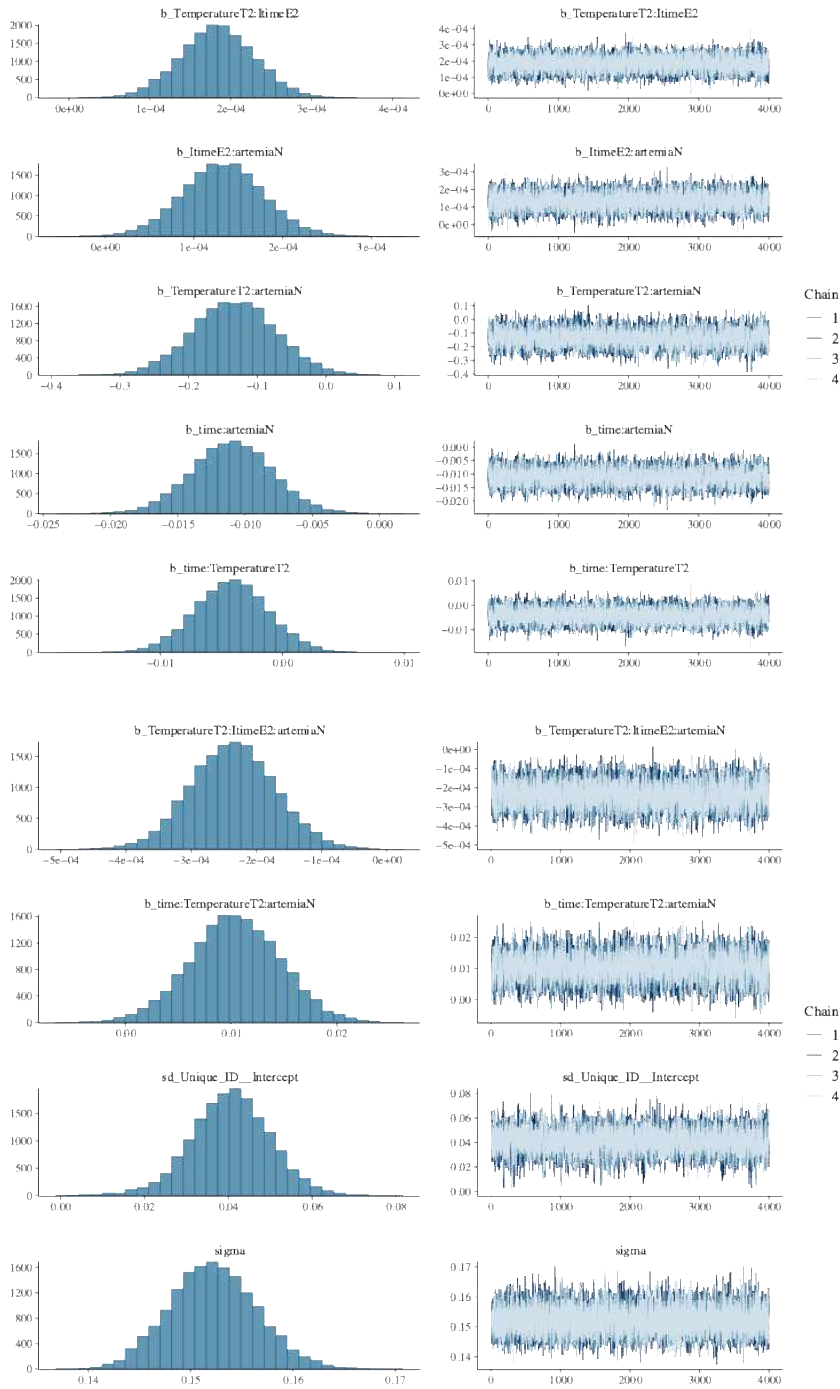 b_TemperatureT2:ItimeE2 b_TemperatureT2:ItimeE2
2000 1500 1000 500 0
0e+00 1e−04 2e−04 3e−04 4e−04
4e−04 3e−04 2e−04 1e−04 0e+00
0 1000 2000 3000 4000
b_ItimeE2:artemiaN b_ItimeE2:artemiaN
1500 1000 500 0
0e+00 1e−04 2e−04 3e−04
3e−04 2e−04 1e−04 0e+00
0 1000 2000 3000 4000
b_TemperatureT2:artemiaN b_TemperatureT2:artemiaN
1600 1200 800 400 0
−0.4 −0.3 −0.2 −0.1 0.0 0.1
0.1 0.0 −0.1 −0.2 −0.3 −0.4
0 1000 2000 3000 4000
Chain
1
2
3
4
b_time:artemiaN b_time:artemiaN
1500 1000 500 0
−0.025 −0.020 −0.015 −0.010 −0.005 0.000
0.000 −0.005 −0.010 −0.015 −0.020
0 1000 2000 3000 4000
b_time:TemperatureT2 b_time:TemperatureT2
2000 1500 1000 500 0
−0.01 0.00 0.01
0.01 0.00 −0.01
0 1000 2000 3000 4000
b_TemperatureT2:ItimeE2:artemiaN b_TemperatureT2:ItimeE2:artemiaN
1500 1000 500 0
−5e−04 −4e−04 −3e−04 −2e−04 −1e−04 0e+00
0e+00 −1e−04 −2e−04 −3e−04 −4e−04 −5e−04
0 1000 2000 3000 4000
b_time:TemperatureT2:artemiaN b_time:TemperatureT2:artemiaN
1600 1200 800 400 0
0.00 0.01 0.02
0.02 0.01 0.00
0 1000 2000 3000 4000
Chain
1
2
3
4
sd_Unique_ID__Intercept sd_Unique_ID__Intercept
1500 1000 500 0
0.00 0.02 0.04 0.06 0.08
0.08 0.06 0.04 0.02 0.00
0 1000 2000 3000 4000
sigma sigma
1600 1200 800 400 0
0.14 0.15 0.16 0.17
0.17 0.16 0.15 0.14
0 1000 2000 3000 4000